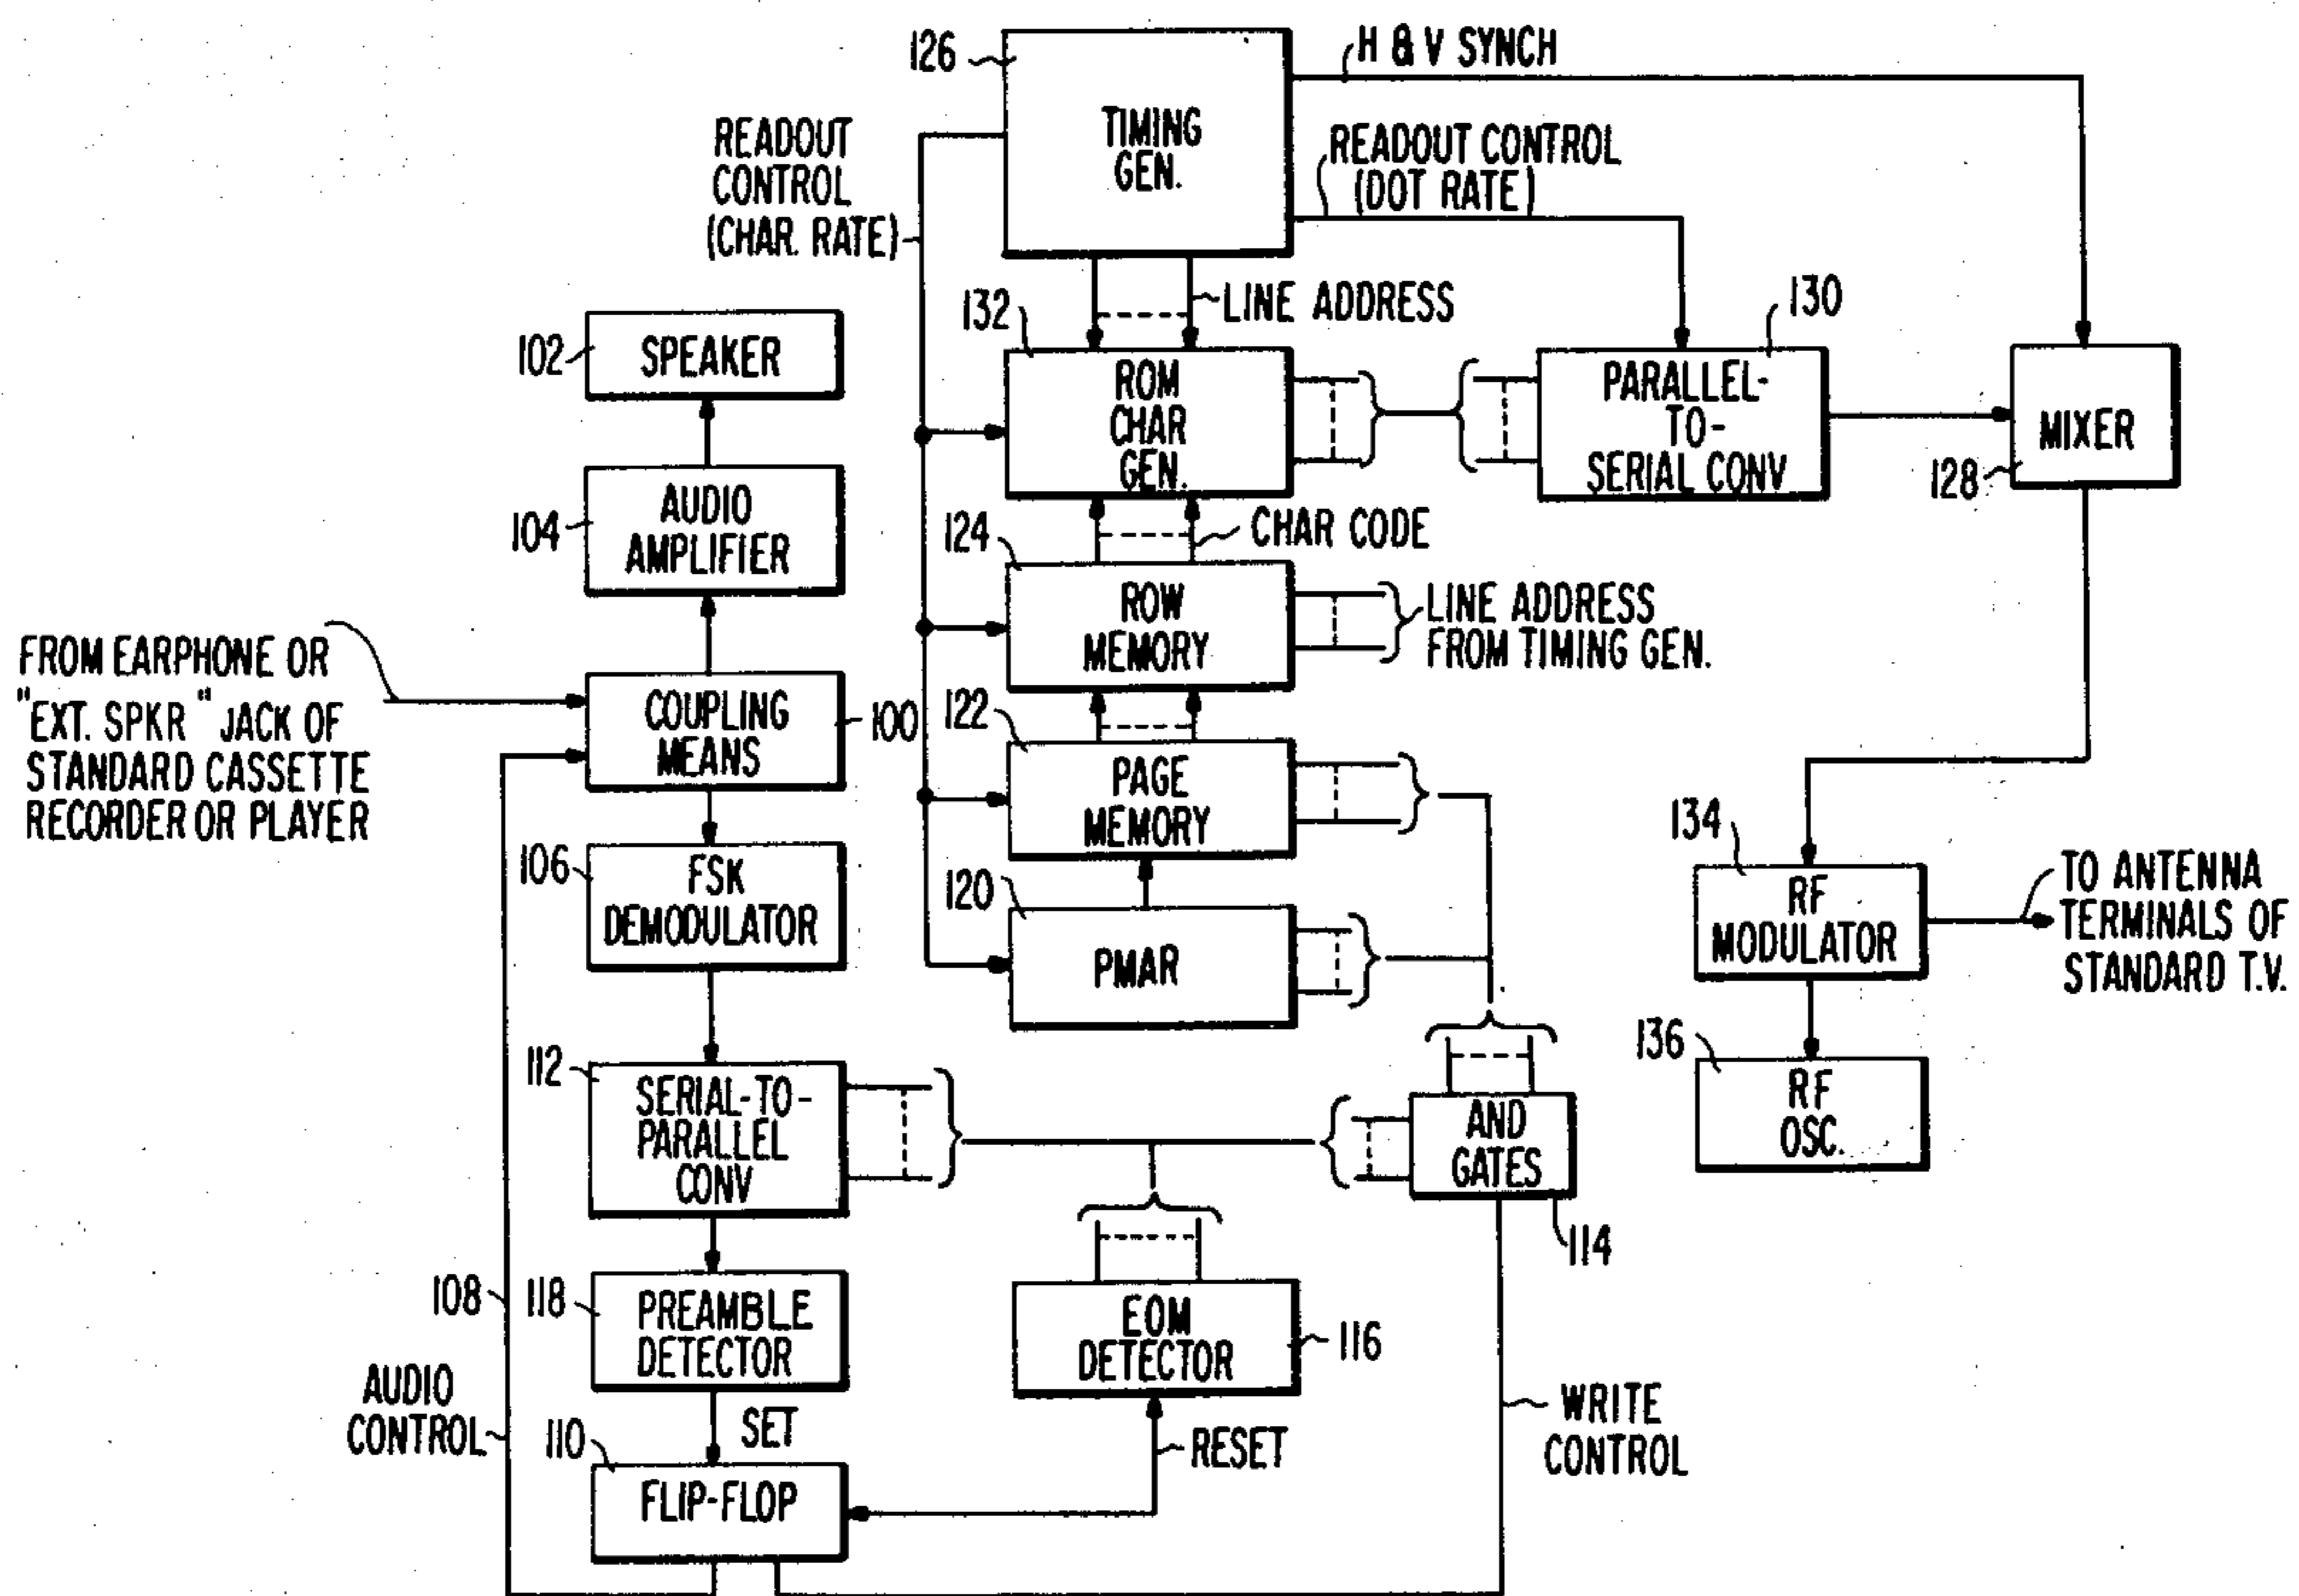 126
H & V SYNCH
TIMING
GEN.
READOUT
CONTROL
(CHAR. RATE)
READOUT CONTROL
(DOT RATE)
LINE ADDRESS
132
130
102
SPEAKER
ROM
CHAR
GEN.
PARALLEL-
TO-
SERIAL CONV
MIXER
128
104
AUDIO
AMPLIFIER
CHAR CODE
124
ROW
MEMORY
LINE ADDRESS
FROM TIMING GEN.
FROM EARPHONE OR
"EXT. SPKR" JACK OF
STANDARD CASSETTE
RECORDER OR PLAYER
COUPLING
MEANS
100
122
PAGE
MEMORY
106
FSK
DEMODULATOR
120
PMAR
134
RF
MODULATOR
TO ANTENNA
TERMINALS OF
STANDARD T.V.
136
RF
OSC.
112
SERIAL-TO-
PARALLEL
CONV
AND
GATES
114
108
118
PREAMBLE
DETECTOR
EOM
DETECTOR
116
AUDIO
CONTROL
SET
110
FLIP-FLOP
RESET
WRITE
CONTROL